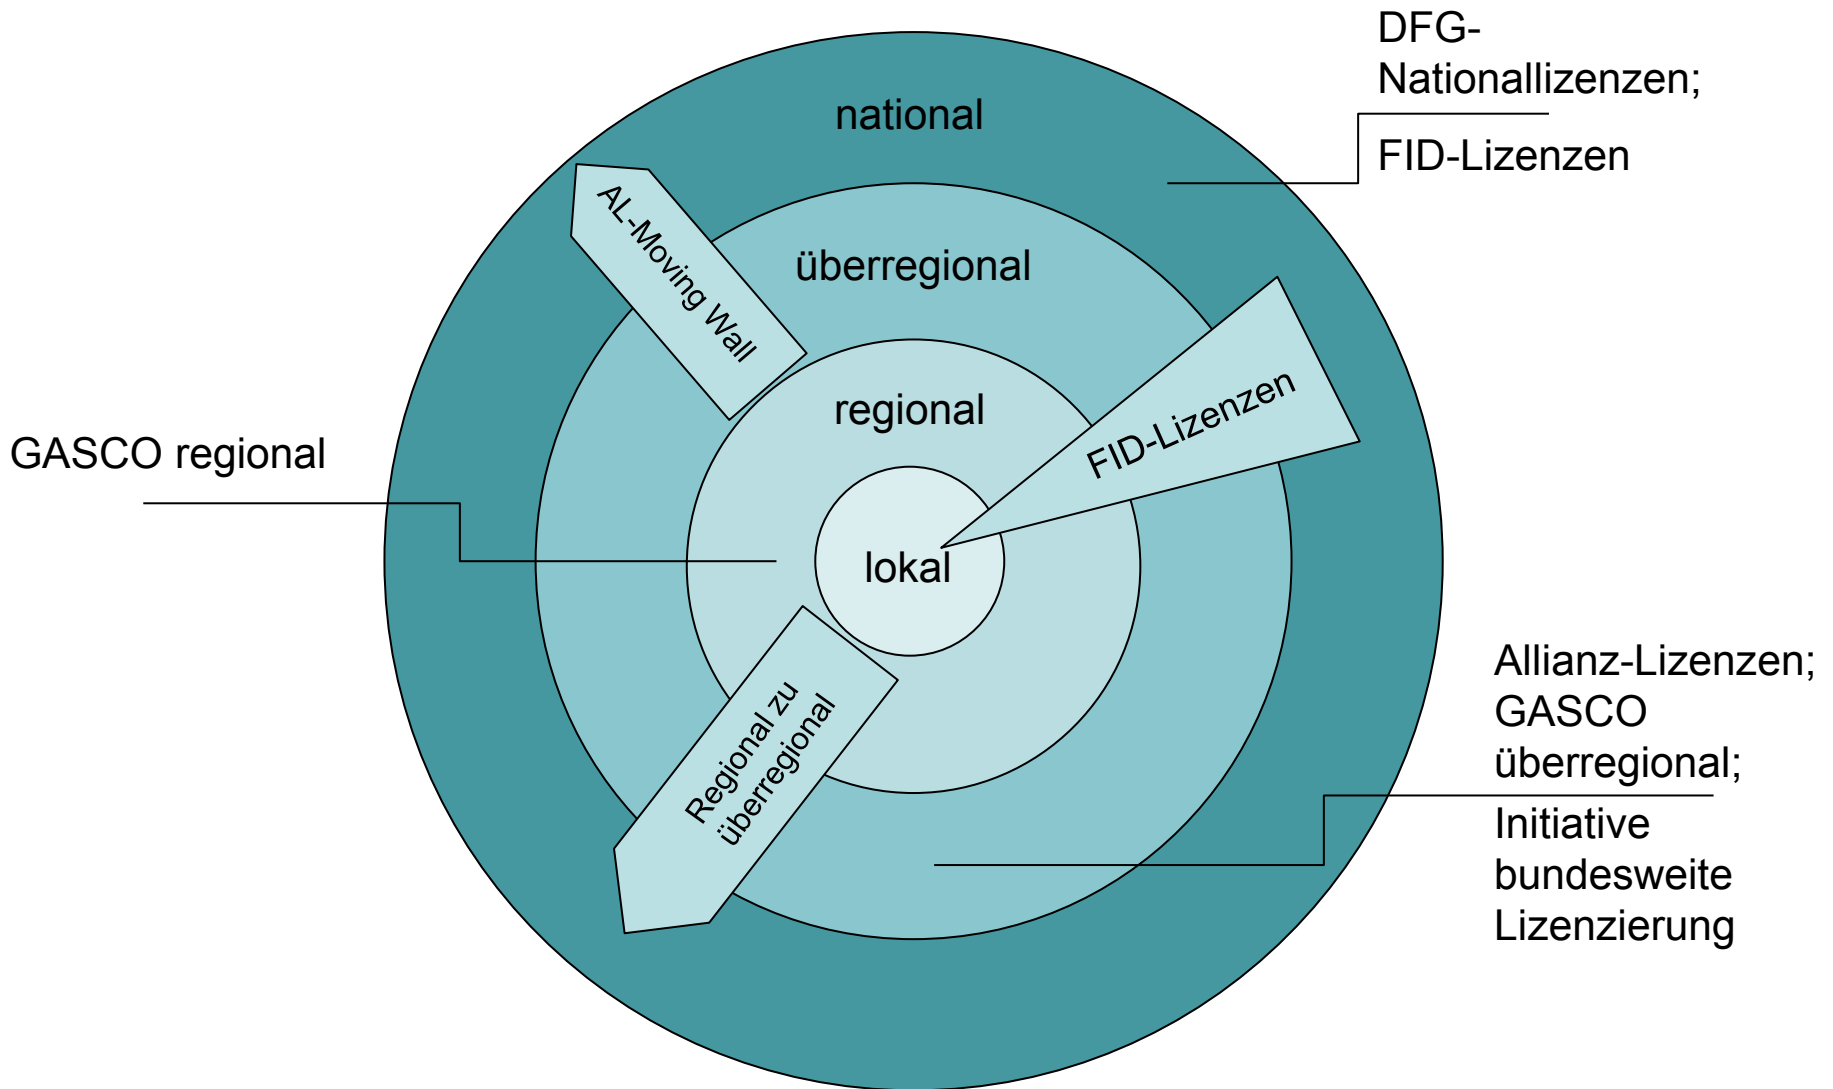 DFG-
Nationallizenzen;
FID-Lizenzen
national
AL-Moving Wall
überregional
regional
FID-Lizenzen
GASCO regional
lokal
Regional zu
überregional
Allianz-Lizenzen;
GASCO
überregional;
Initiative
bundesweite
Lizenzierung